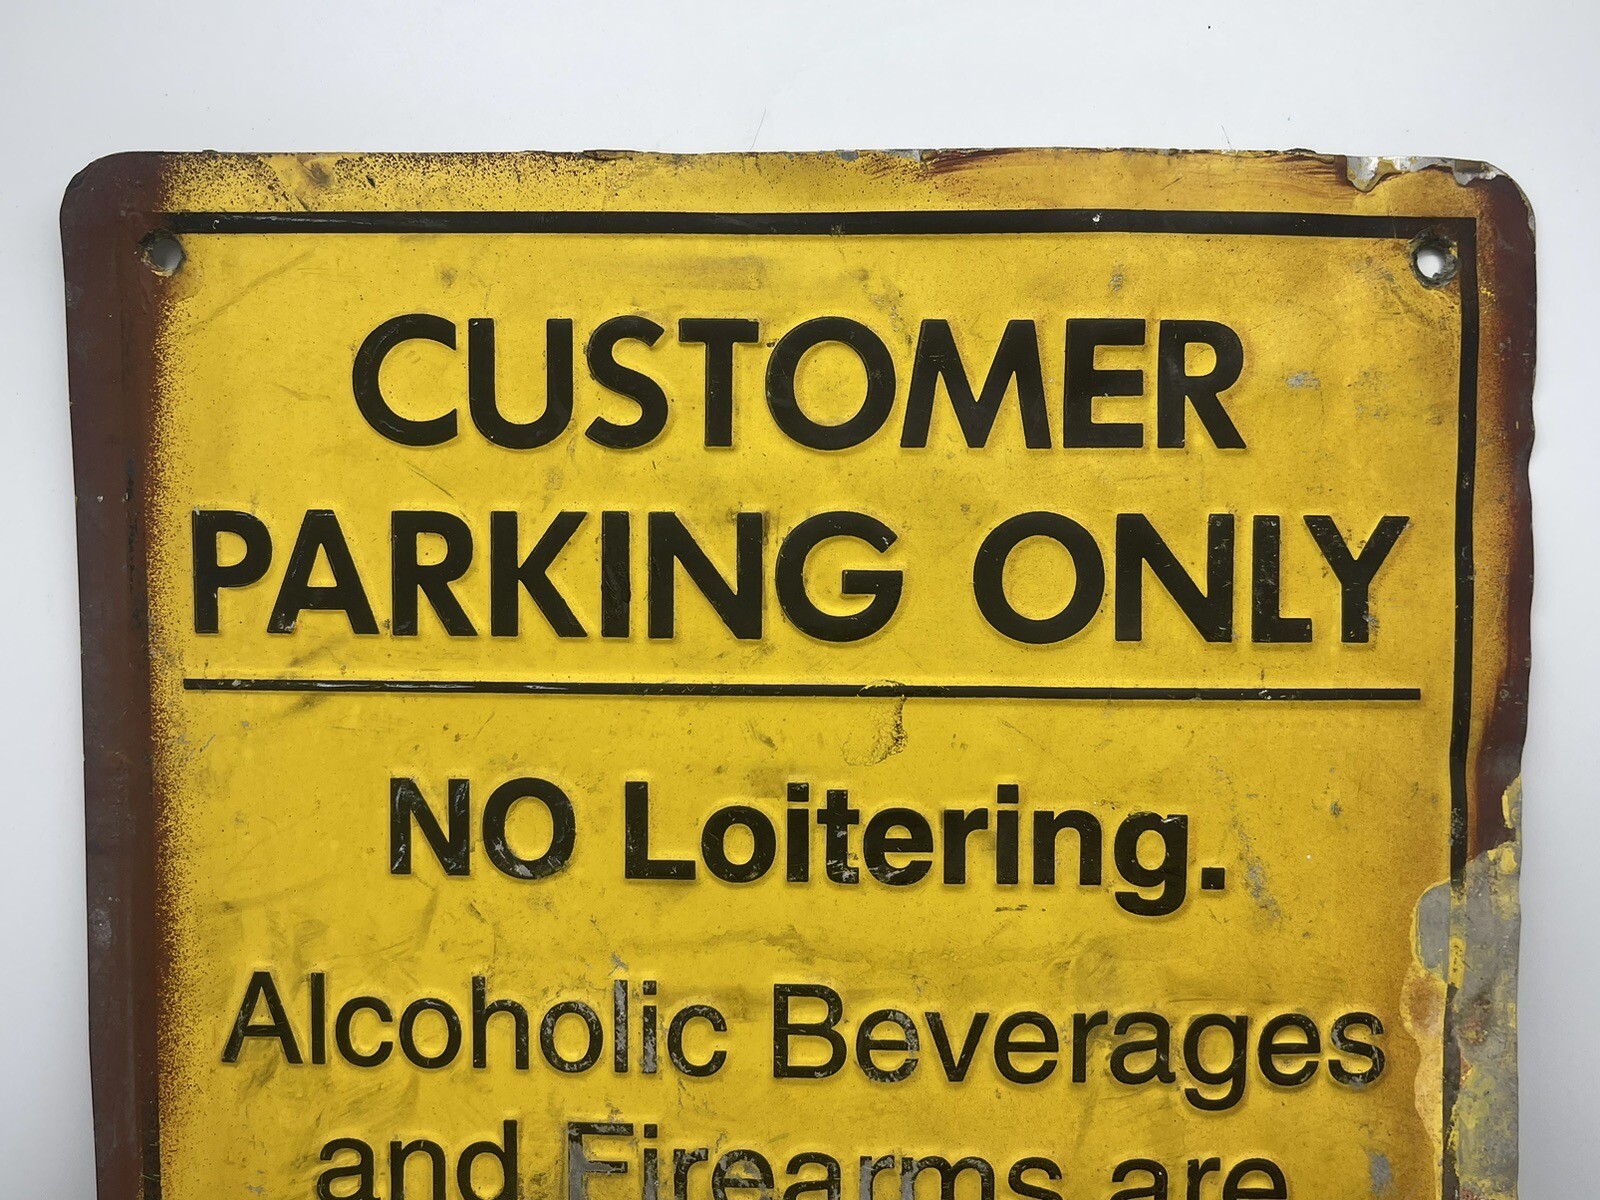 CUSTOMER
PARKING ONLY
NO Loitering.
Alcoholic Beverages
and Firearms are